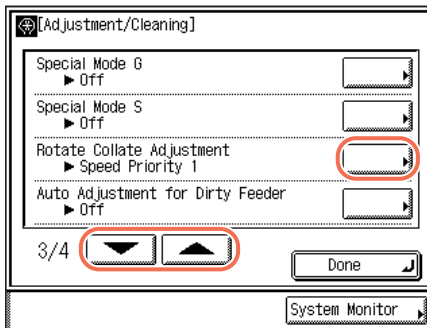 [Adjustment/Cleaning]
Special Mode G
► Off
Special Mode S
► Off
Rotate Collate Adjustment
► Speed Priority 1
Auto Adjustment for Dirty Feeder
► Off
3/4
Done
System Monitor